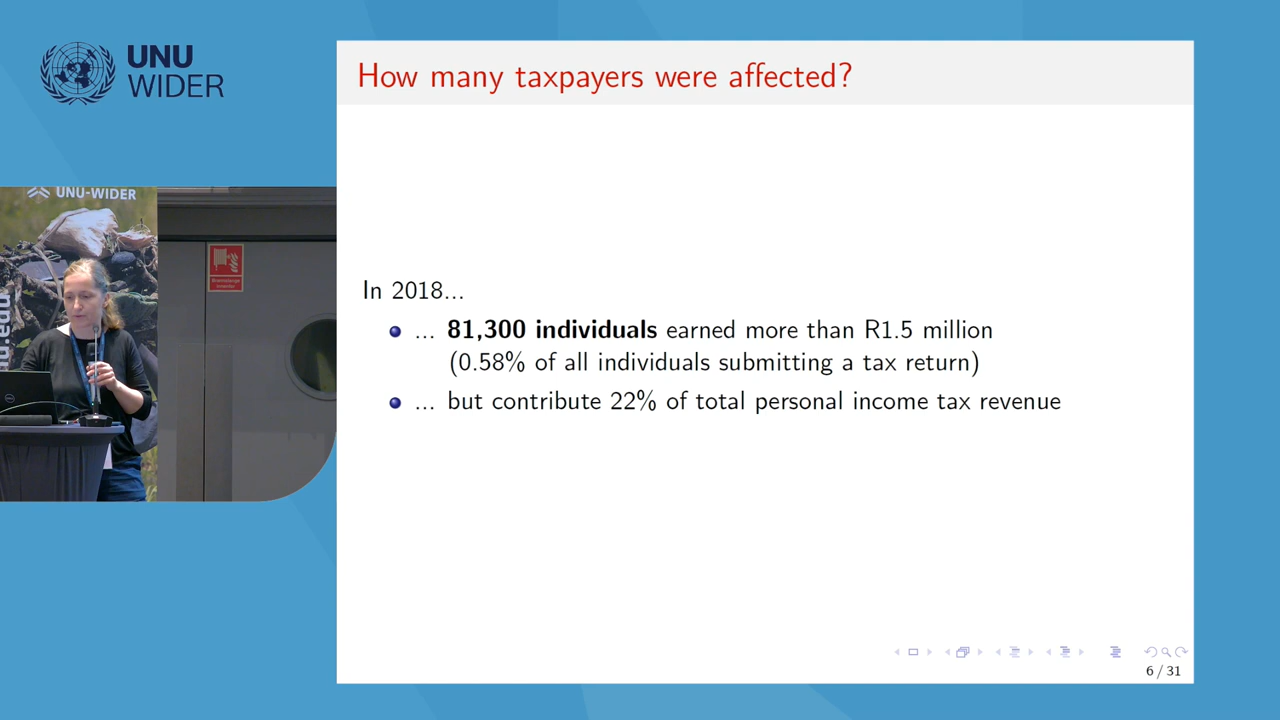 UNU
WIDER
How many taxpayers were affected?
UNU-WIDER
In 2018...
... 81,300 individuals earned more than R1.5 million
(0.58% of all individuals submitting a tax return)
... but contribute 22% of total personal income tax revenue
6 / 31